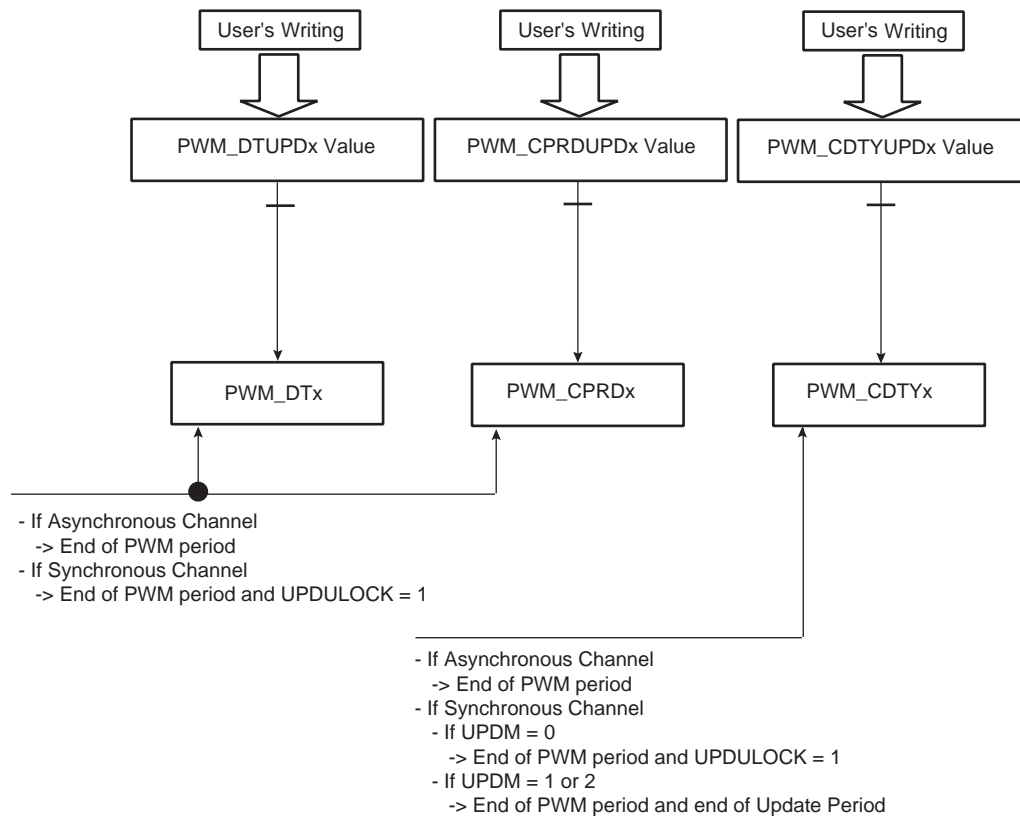 User's Writing
User's Writing
User's Writing
PWM_DTUPDx Value
PWM_CPRDUPDx Value
PWM_CDTYUPDx Value
PWM_DTx
PWM_CPRDx
PWM_CDTYx
- If Asynchronous Channel
-> End of PWM period
- If Synchronous Channel
-> End of PWM period and UPDULOCK = 1
- If Asynchronous Channel
-> End of PWM period
- If Synchronous Channel
- If UPDM = 0
-> End of PWM period and UPDULOCK = 1
- If UPDM = 1 or 2
-> End of PWM period and end of Update Period